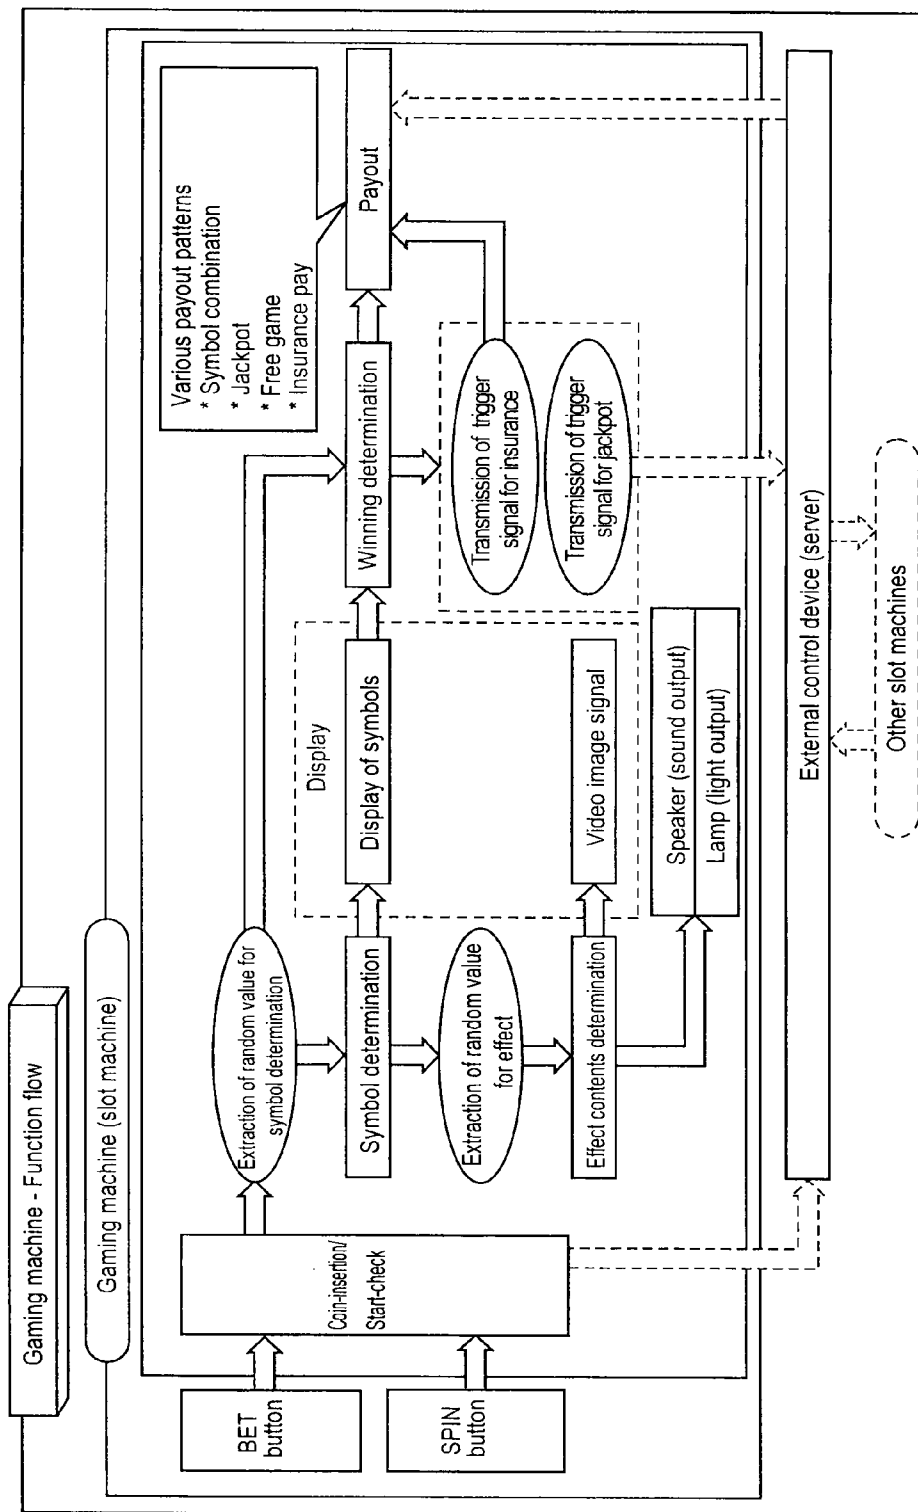 Gaming machine - Function flow
Gaming machine (slot machine)
BET
button
SPIN
button
Coin-insertion/
Start-check
Extraction of random value for
symbol determination
Symbol determination
Extraction of random value
for effect
Effect contents determination
Display
Display of symbols
Video image signal
Speaker (sound output)
Lamp (light output)
Winning determination
Transmission of trigger
signal for insurance
Transmission of trigger
signal for jackpot
Various payout patterns
* Symbol combination
* Jackpot
* Free game
* Insurance pay
Payout
External control device (server)
Other slot machines